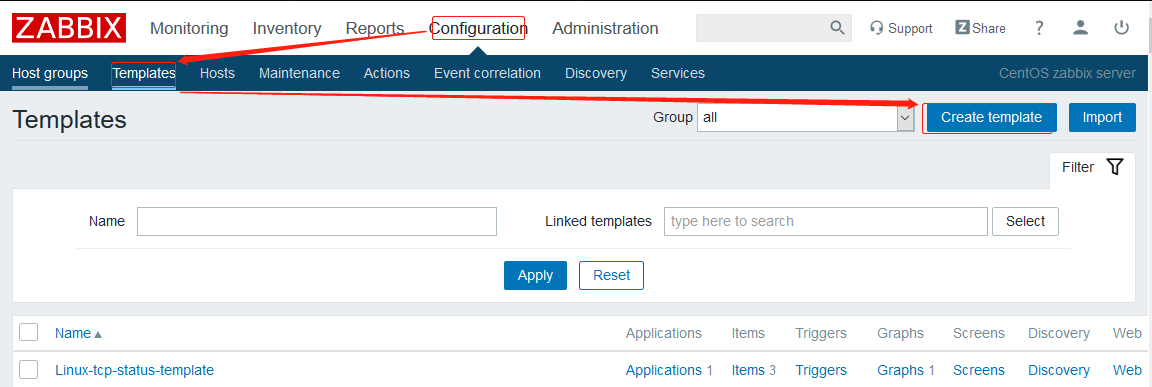 ZABBIX Monitoring Inventory Reports Configuration Administration Support Z Share ?
Host groups Templates Hosts Maintenance Actions Event correlation Discovery Services CentOS zabbix server
Templates Group all Create template Import
Filter
Name Linked templates type here to search Select
Apply Reset
Name Applications Items Triggers Graphs Screens Discovery Web
Linux-tcp-status-template Applications 1 Items 3 Triggers Graphs 1 Screens Discovery Web